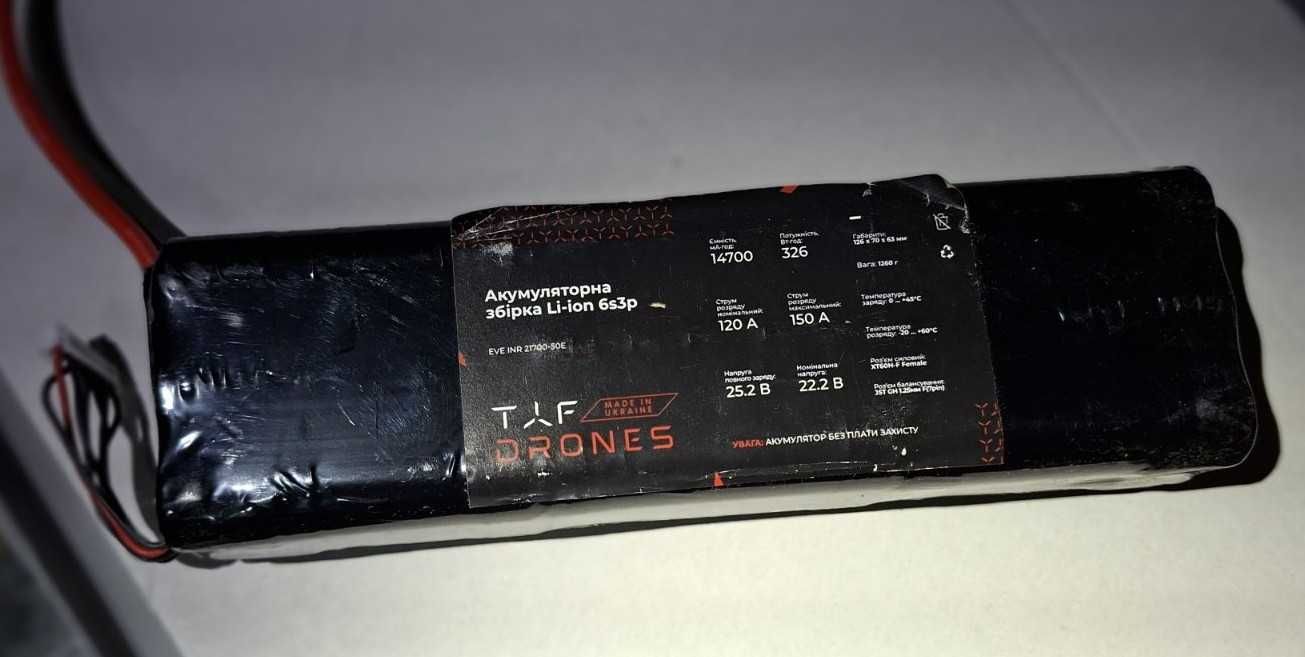 Акумуляторна
збірка Li-ion 6s3p
EVE INR 21700-50E
TAF
DRONES
MADE IN
UKRAINE
Ємність,
мА·год:
14700
Потужність,
Вт·год:
326
Струм
розряду
номінальний:
120 А
Струм
розряду
максимальний:
150 А
Напруга
повного заряду:
25.2 В
Номінальна
напруга:
22.2 В
Габарити:
126 x 70 x 63 мм
Вага: 1260 г
Температура
заряду: 0 ... +45°C
Температура
розряду: -20 ... +60°C
Роз'єм силовий:
XT60H-F Female
Роз'єм балансування:
JST GH 1.25мм F(7pin)
УВАГА: АКУМУЛЯТОР БЕЗ ПЛАТИ ЗАХИСТУ